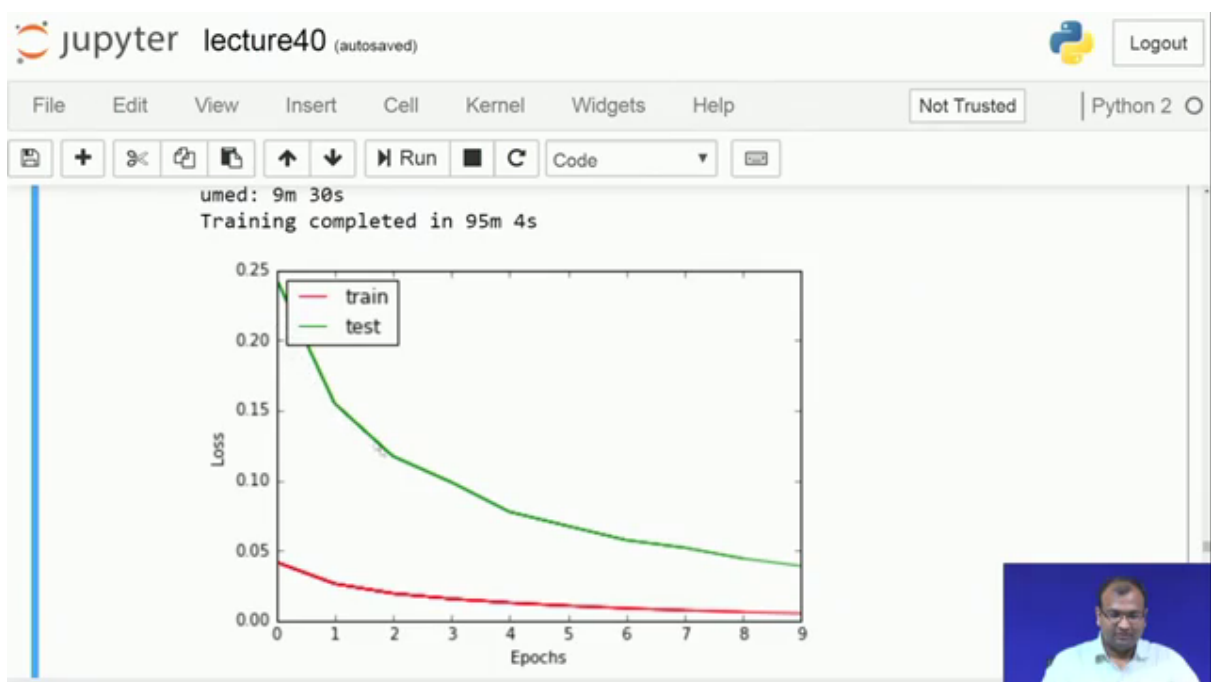 jupyter lecture40 (autosaved) Logout
File Edit View Insert Cell Kernel Widgets Help Not Trusted Python 2
Run Code
umed: 9m 30s
Training completed in 95m 4s
0.25
train
test
0.20
0.15
Loss
0.10
0.05
0.00
0 1 2 3 4 5 6 7 8 9
Epochs